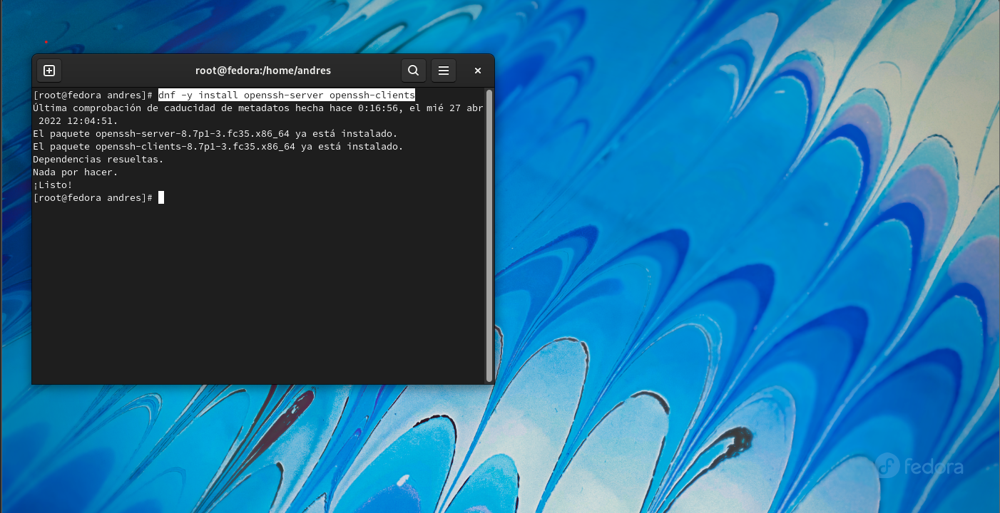 root@fedora:/home/andres
[root@fedora andres]# dnf -y install openssh-server openssh-clients
Última comprobación de caducidad de metadatos hecha hace 0:16:56, el mié 27 abr
 2022 12:04:51.
El paquete openssh-server-8.7p1-3.fc35.x86_64 ya está instalado.
El paquete openssh-clients-8.7p1-3.fc35.x86_64 ya está instalado.
Dependencias resueltas.
Nada por hacer.
¡Listo!
[root@fedora andres]#
fedora